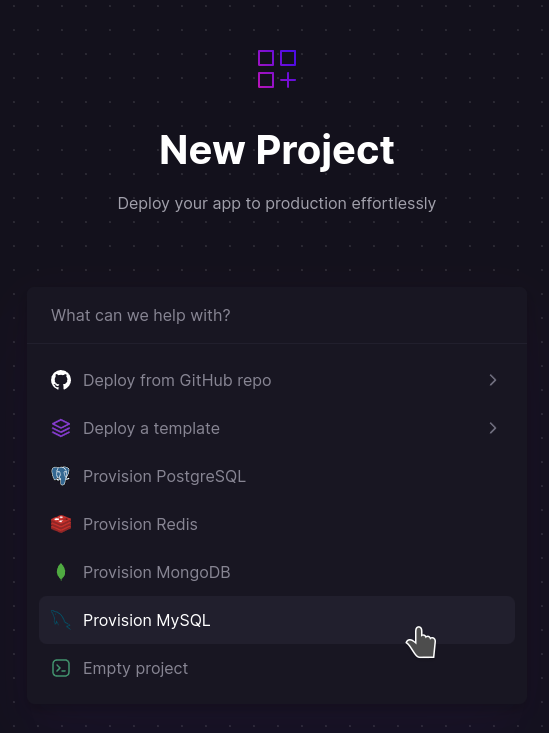 New Project
Deploy your app to production effortlessly
What can we help with?
Deploy from GitHub repo
Deploy a template
Provision PostgreSQL
Provision Redis
Provision MongoDB
Provision MySQL
Empty project